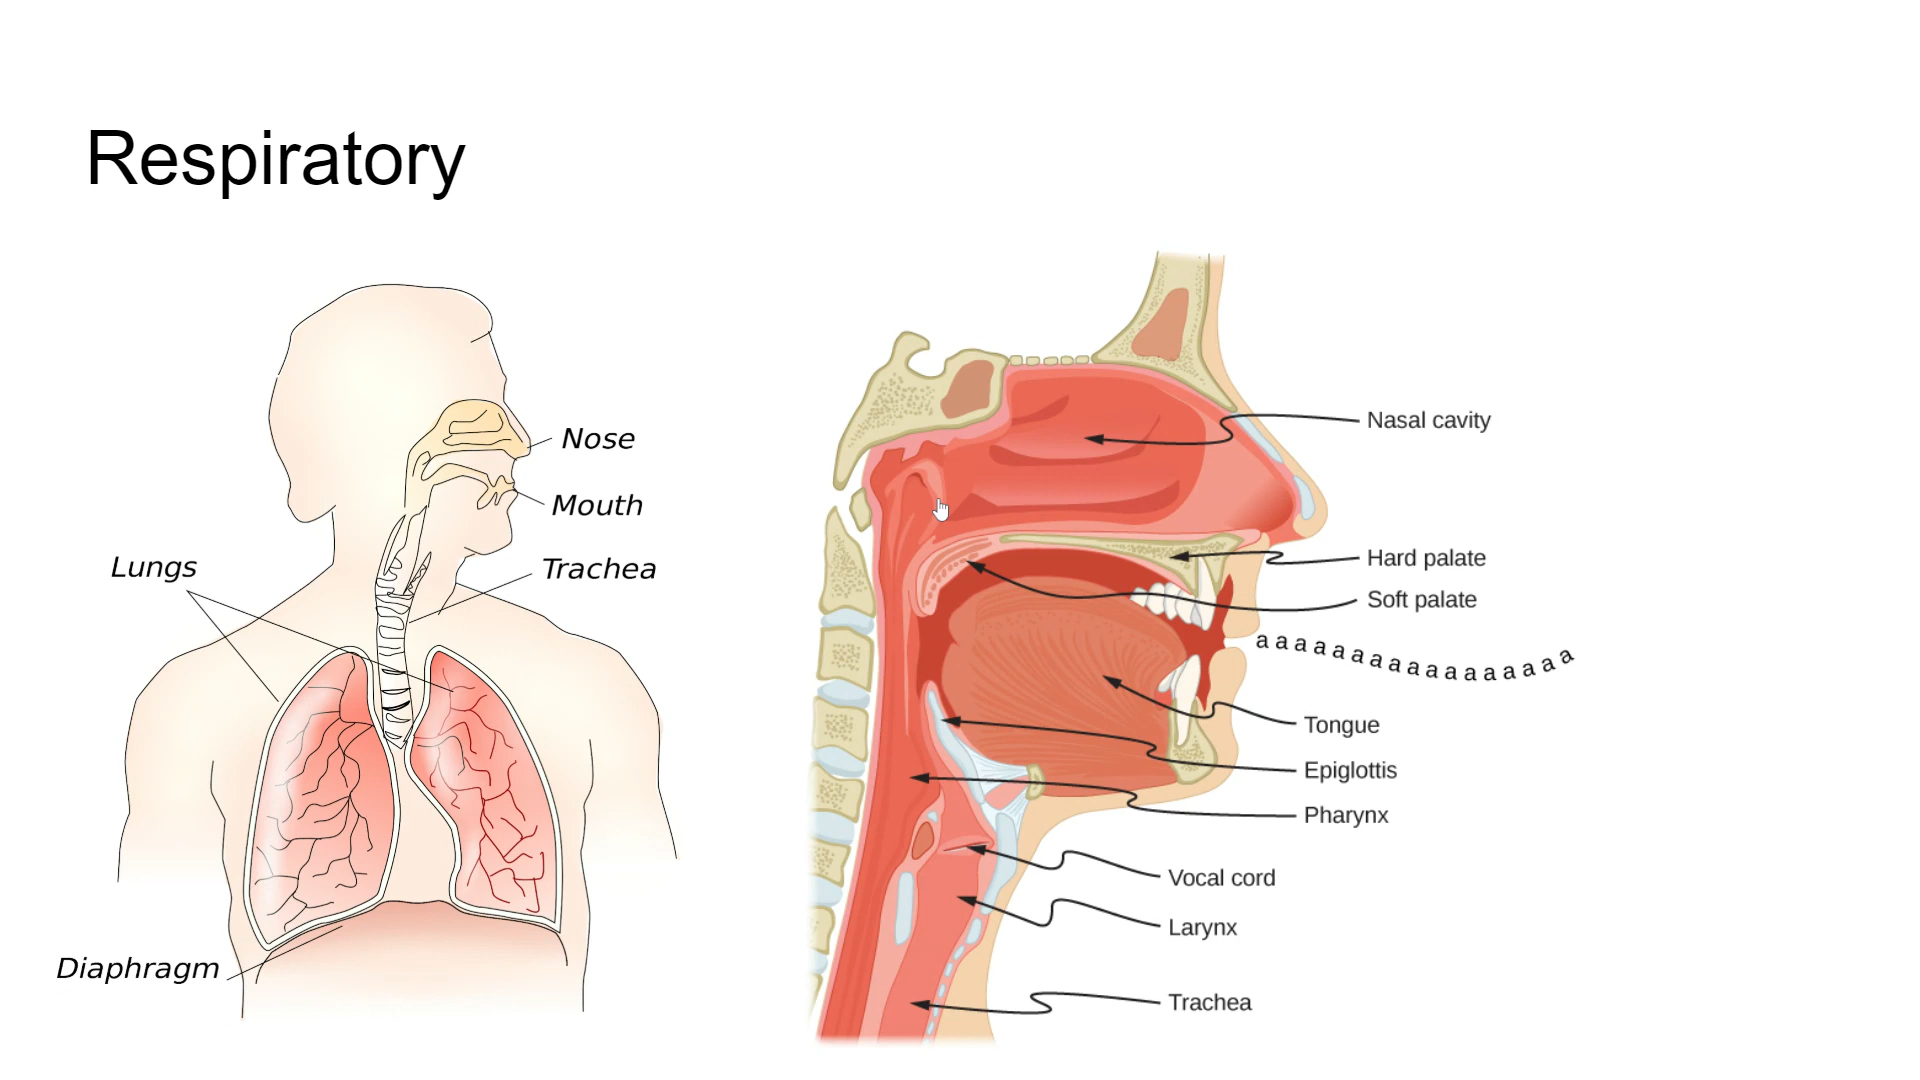 Respiratory
Nose
Mouth
Lungs
Trachea
Diaphragm
Nasal cavity
Hard palate
Soft palate
a a a a a a a a a a a a a a a a a
Tongue
Epiglottis
Pharynx
Vocal cord
Larynx
Trachea